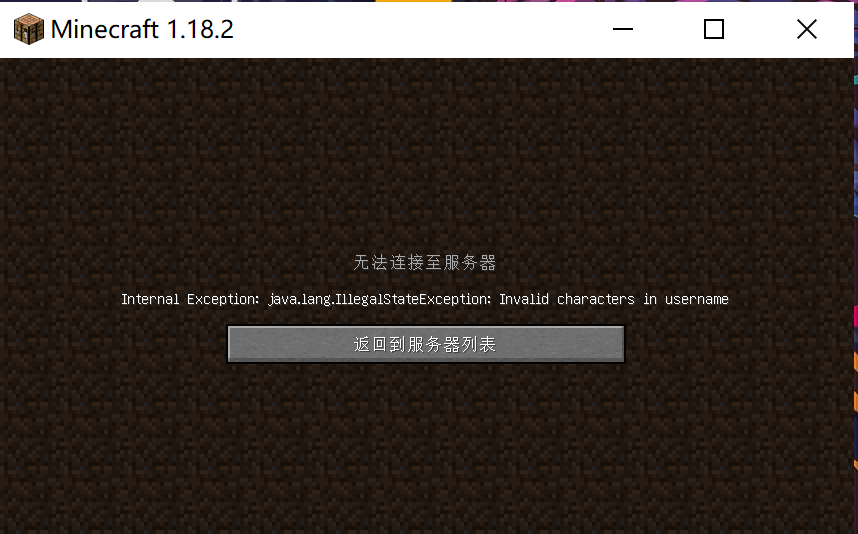 Minecraft 1.18.2
无法连接至服务器
Internal Exception: java.lang.IllegalStateException: Invalid characters in username
返回到服务器列表